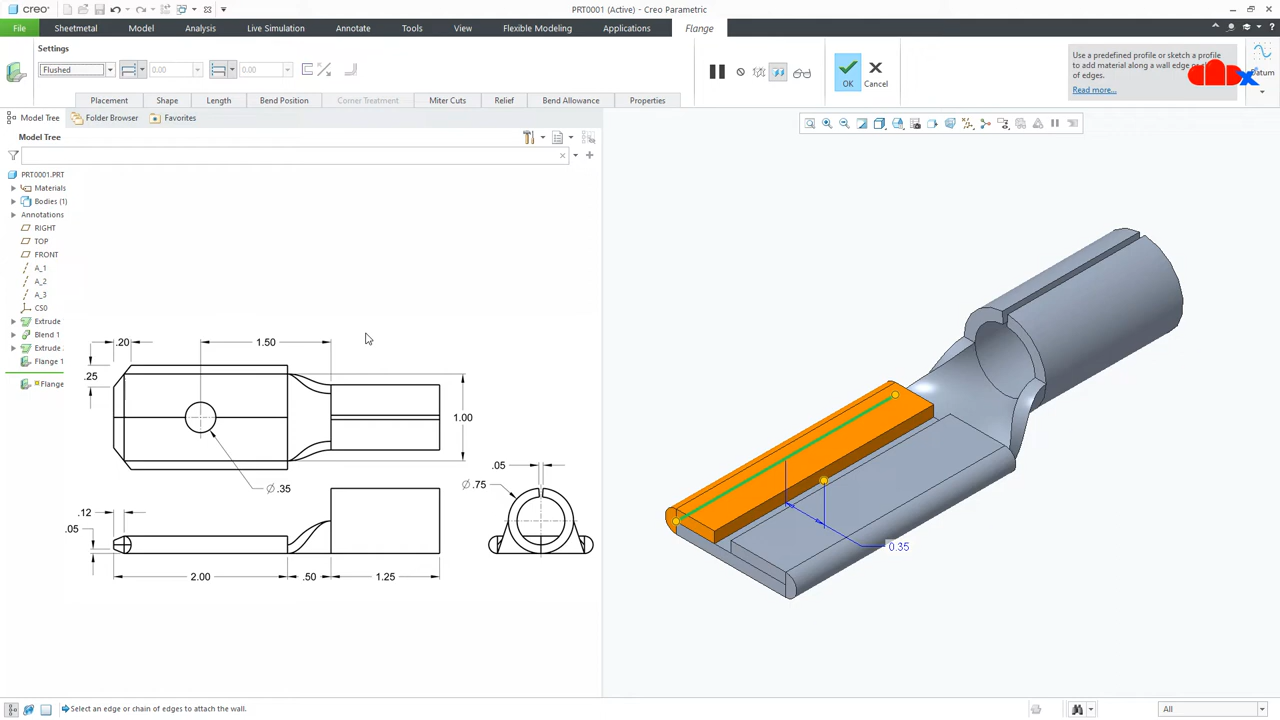 creo PRT0001 (Active) - Creo Parametric
File Sheetmetal Model Analysis Live Simulation Annotate Tools View Flexible Modeling Applications Flange
Settings
Flushed 0.00 0.00
OK Cancel
Use a predefined profile or sketch a profile
to add material along a wall edge or
of edges.
Read more...
Datum
Placement Shape Length Bend Position Corner Treatment Miter Cuts Relief Bend Allowance Properties
Model Tree Folder Browser Favorites
Model Tree
PRT0001.PRT
Materials
Bodies (1)
Annotations
RIGHT
TOP
FRONT
A_1
A_2
A_3
CS0
Extrude
Blend 1
Extrude
Flange 1
Flange
.20 1.50
.25
1.00
Ø.35
.05
Ø.75
.12
.05
2.00 .50 1.25
0.35
Select an edge or chain of edges to attach the wall.
All